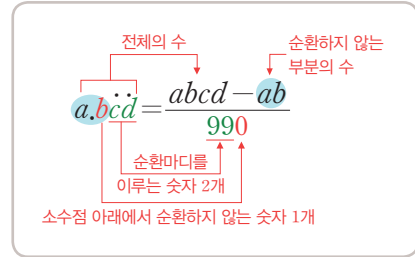 전체의 수
순환하지 않는
부분의 수
a.bċḋ = abcd − ab / 990
순환마디를
이루는 숫자 2개
소수점 아래에서 순환하지 않는 숫자 1개